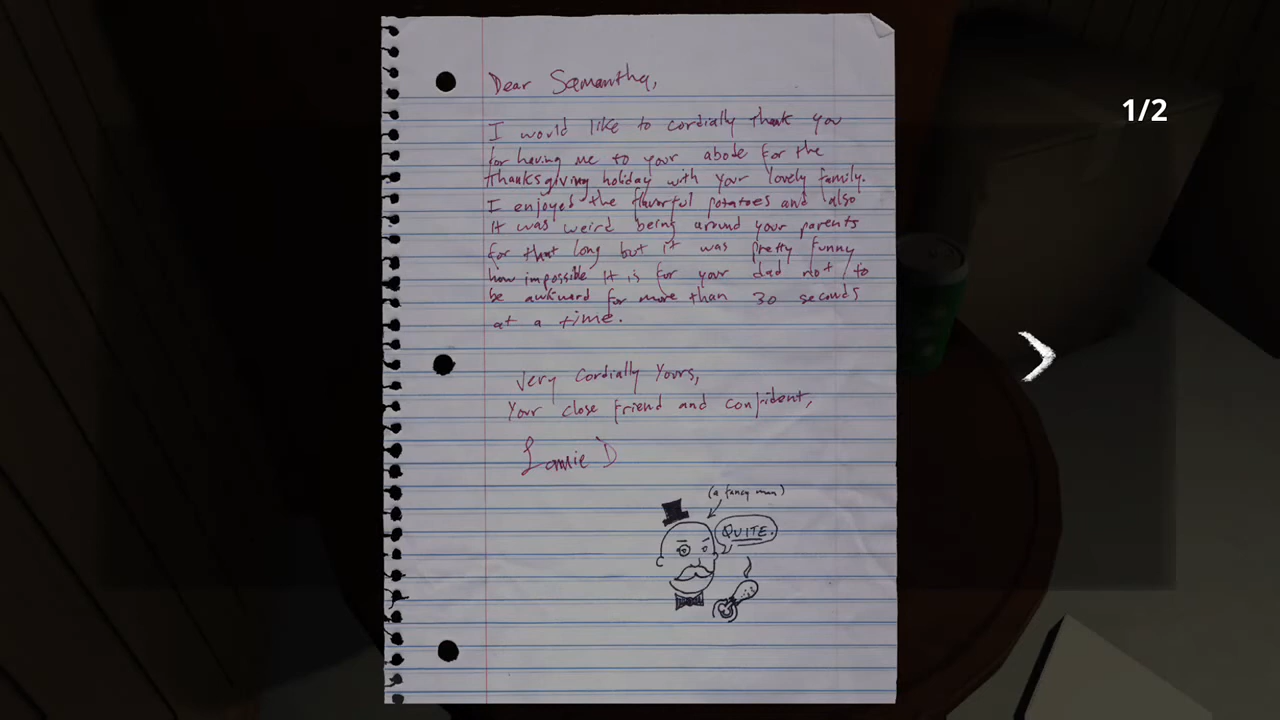 1/2
Dear Samantha,
I would like to cordially thank you
for having me to your abode for the
thanksgiving holiday with your lovely family.
I enjoyed the flavorful potatoes and also
it was weird being around your parents
for that long but it was pretty funny
how impossible it is for your dad not to
be awkward for more than 30 seconds
at a time.
Very Cordially Yours,
Your close friend and confident,
Lonnie D
(a fancy man)
QUITE.